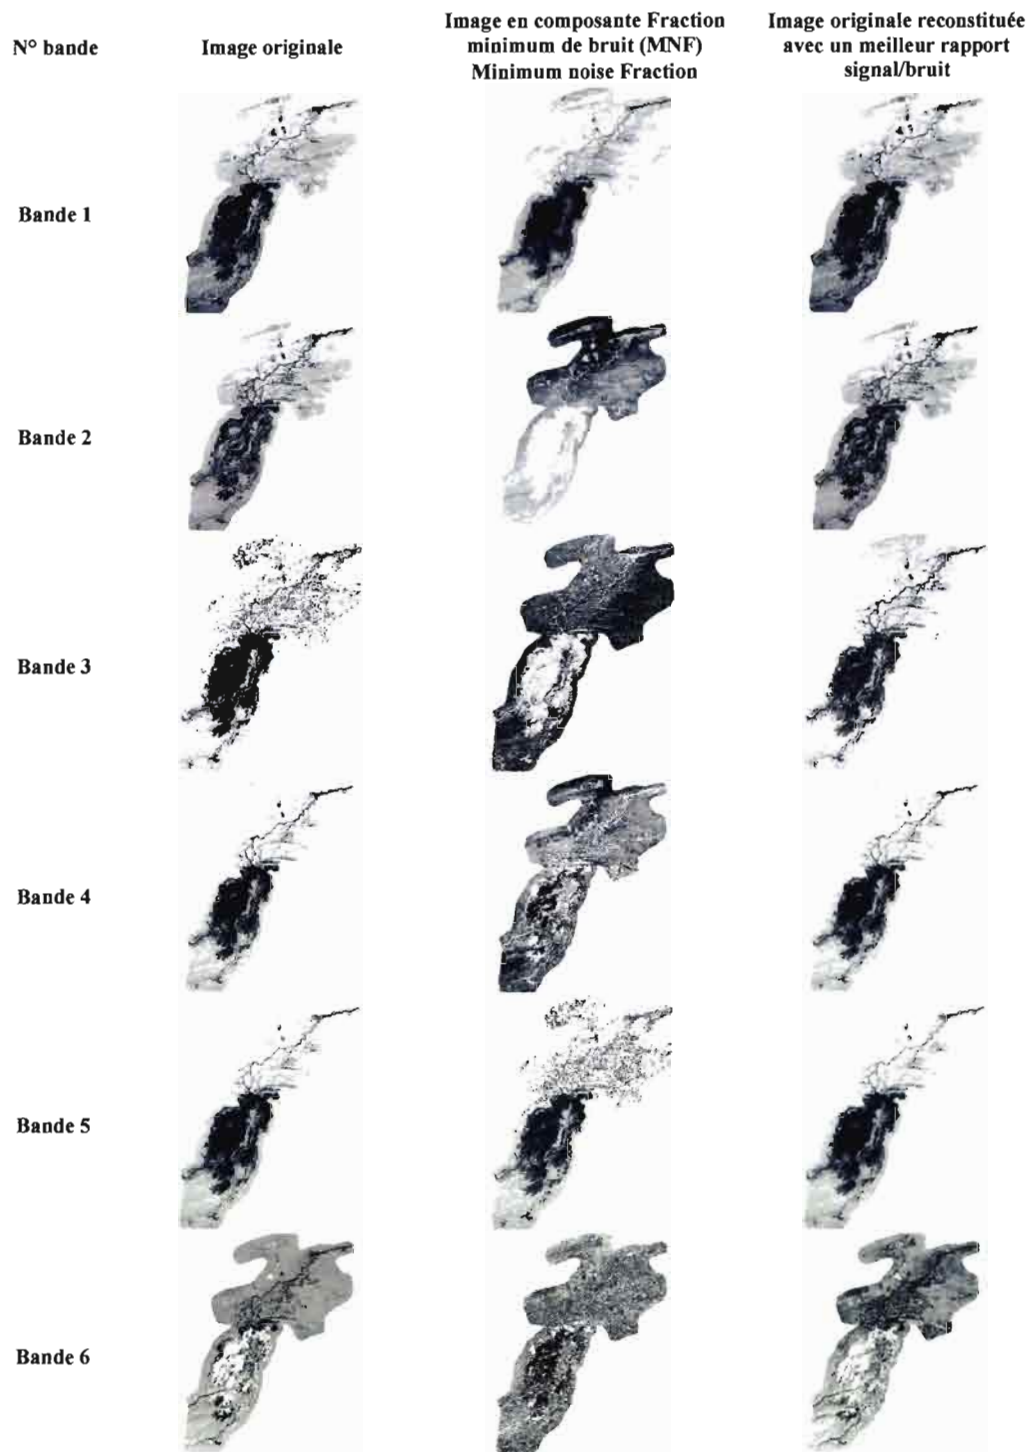 N° bande
Image originale
Image en composante Fraction
minimum de bruit (MNF)
Minimum noise Fraction
Image originale reconstituée
avec un meilleur rapport
signal/bruit
Bande 1
Bande 2
Bande 3
Bande 4
Bande 5
Bande 6